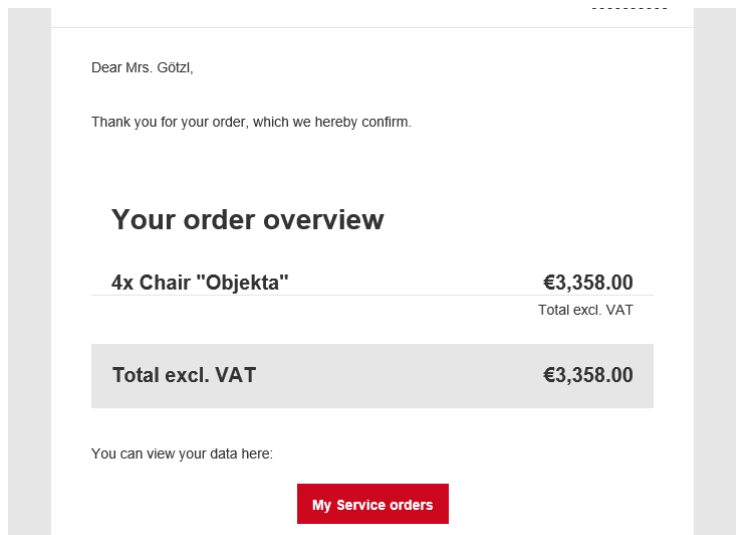 Dear Mrs. Götzl,
Thank you for your order, which we hereby confirm.
Your order overview
4x Chair "Objekta" €3,358.00
Total excl. VAT
Total excl. VAT €3,358.00
You can view your data here:
My Service orders